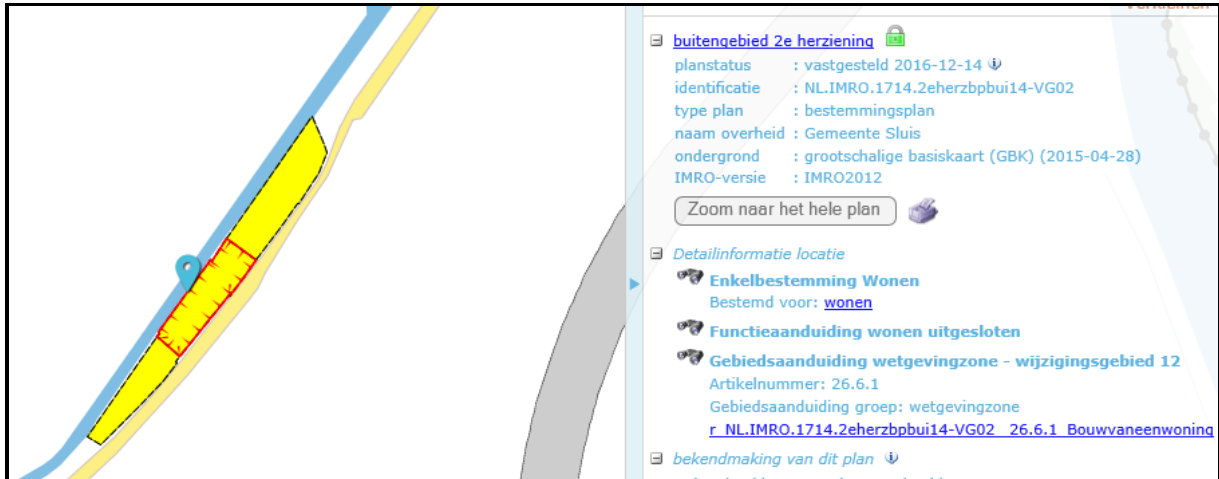 buitengebied 2e herziening
planstatus : vastgesteld 2016-12-14
identificatie : NL.IMRO.1714.2eherzbpbui14-VG02
type plan : bestemmingsplan
naam overheid : Gemeente Sluis
ondergrond : grootschalige basiskaart (GBK) (2015-04-28)
IMRO-versie : IMRO2012
Zoom naar het hele plan
Detailinformatie locatie
Enkelbestemming Wonen
Bestemd voor: wonen
Functieaanduiding wonen uitgesloten
Gebiedsaanduiding wetgevingzone - wijzigingsgebied 12
Artikelnummer: 26.6.1
Gebiedsaanduiding groep: wetgevingzone
r_NL.IMRO.1714.2eherzbpbui14-VG02_ 26.6.1_Bouwvaneenwoning
bekendmaking van dit plan